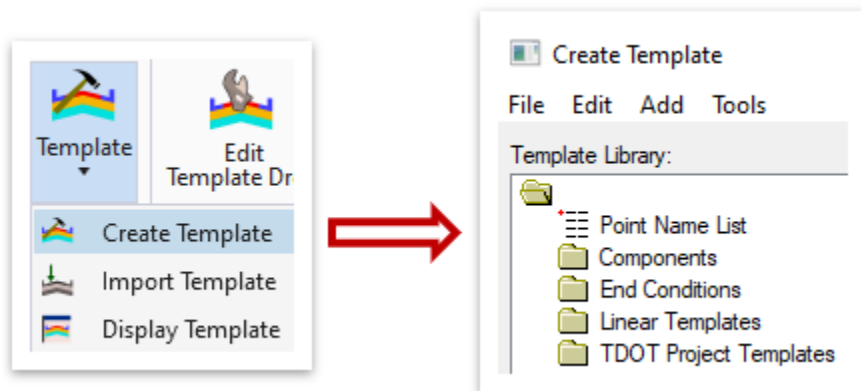 Template
Edit
Template Dr
Create Template
Import Template
Display Template
Create Template
File Edit Add Tools
Template Library:
Point Name List
Components
End Conditions
Linear Templates
TDOT Project Templates